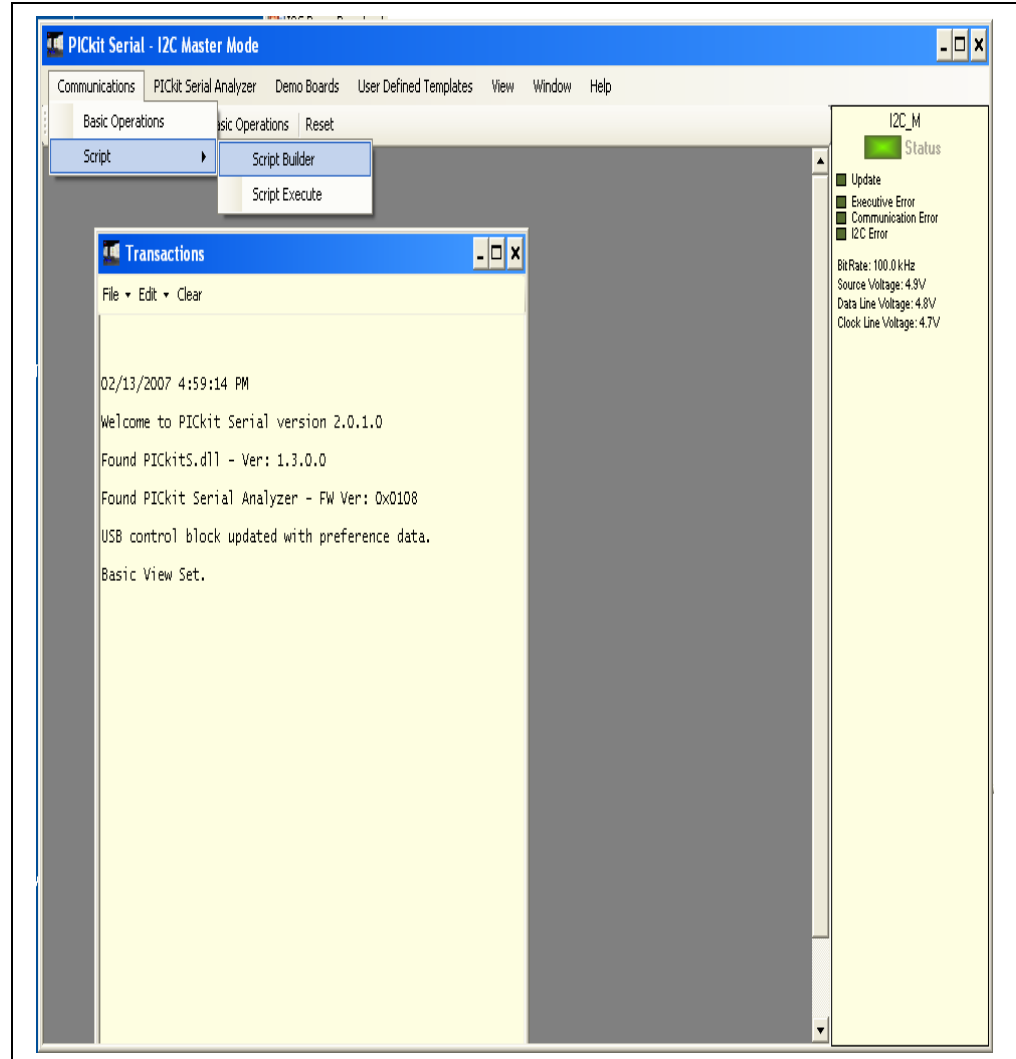 PICkit Serial - I2C Master Mode
Communications PICkit Serial Analyzer Demo Boards User Defined Templates View Window Help
Basic Operations
Operations Reset
Script
Script Builder
Script Execute
I2C_M
Status
Update
Executive Error
Communication Error
I2C Error
BitRate: 100.0 kHz
Source Voltage: 4.9V
Data Line Voltage: 4.8V
Clock Line Voltage: 4.7V
Transactions
File Edit Clear
02/13/2007 4:59:14 PM
Welcome to PICkit Serial version 2.0.1.0
Found PICkitS.dll - Ver: 1.3.0.0
Found PICkit Serial Analyzer - FW Ver: 0x0108
USB control block updated with preference data.
Basic View Set.